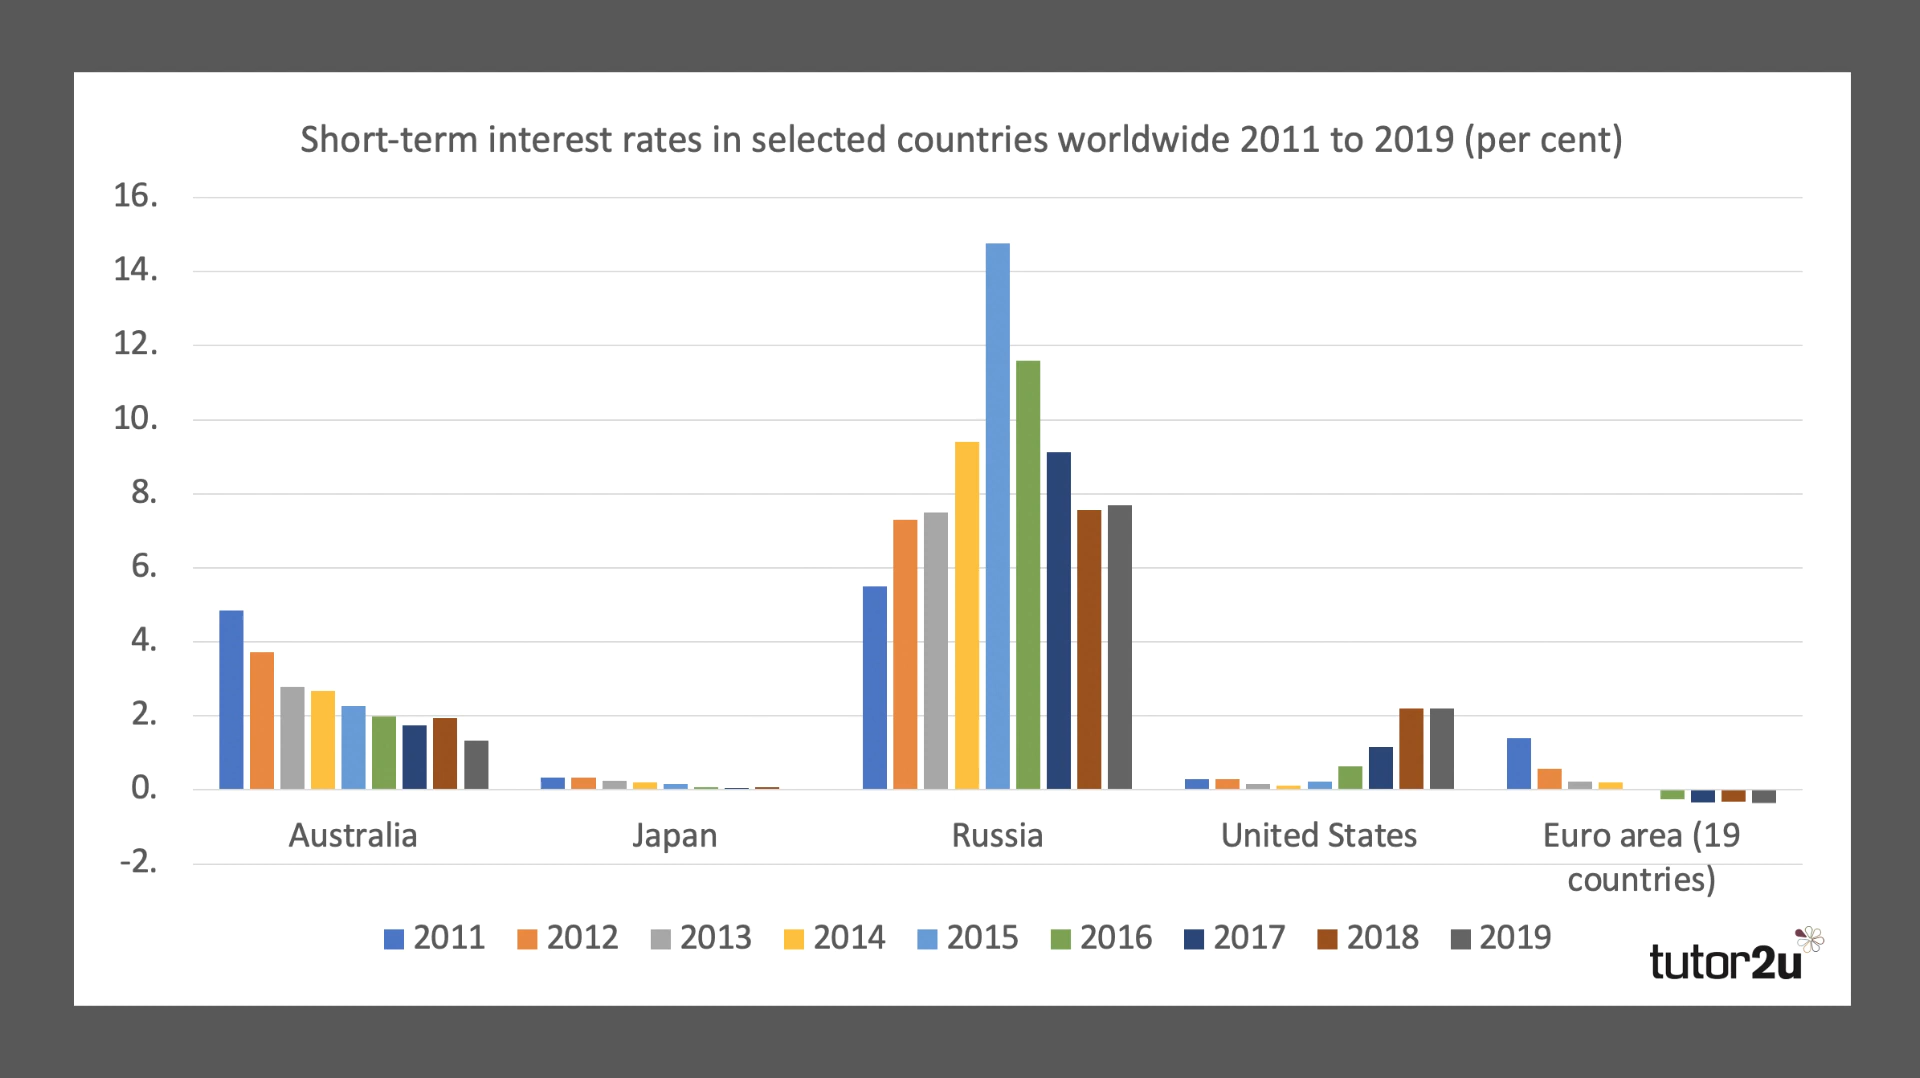 Short-term interest rates in selected countries worldwide 2011 to 2019 (per cent)
16.
14.
12.
10.
8.
6.
4.
2.
0.
-2.
Australia
Japan
Russia
United States
Euro area (19
countries)
2011 2012 2013 2014 2015 2016 2017 2018 2019
tutor2u